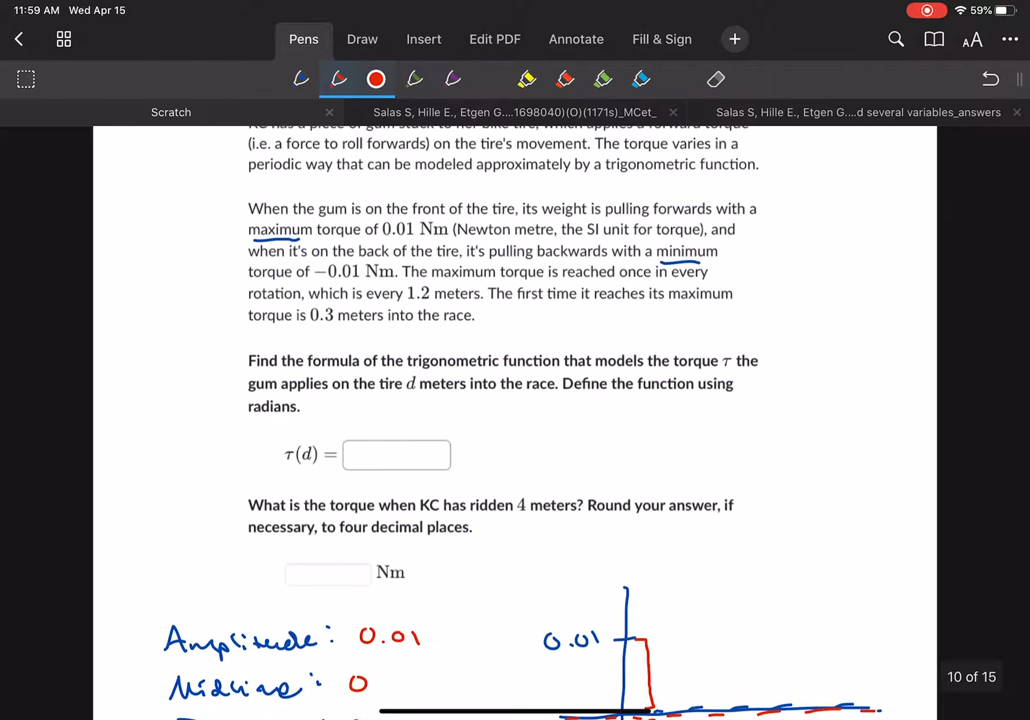 11:59 AM Wed Apr 15
59%
Pens Draw Insert Edit PDF Annotate Fill & Sign
Scratch
Salas S, Hille E., Etgen G....1698040)(O)(1171s)_MCet_
Salas S, Hille E., Etgen G....d several variables_answers
(i.e. a force to roll forwards) on the tire's movement. The torque varies in a
periodic way that can be modeled approximately by a trigonometric function.
When the gum is on the front of the tire, its weight is pulling forwards with a
maximum torque of 0.01 Nm (Newton metre, the SI unit for torque), and
when it's on the back of the tire, it's pulling backwards with a minimum
torque of −0.01 Nm. The maximum torque is reached once in every
rotation, which is every 1.2 meters. The first time it reaches its maximum
torque is 0.3 meters into the race.
Find the formula of the trigonometric function that models the torque τ the
gum applies on the tire d meters into the race. Define the function using
radians.
τ(d) =
What is the torque when KC has ridden 4 meters? Round your answer, if
necessary, to four decimal places.
Nm
Amplitude: 0.01
0.01
Midline: 0
10 of 15